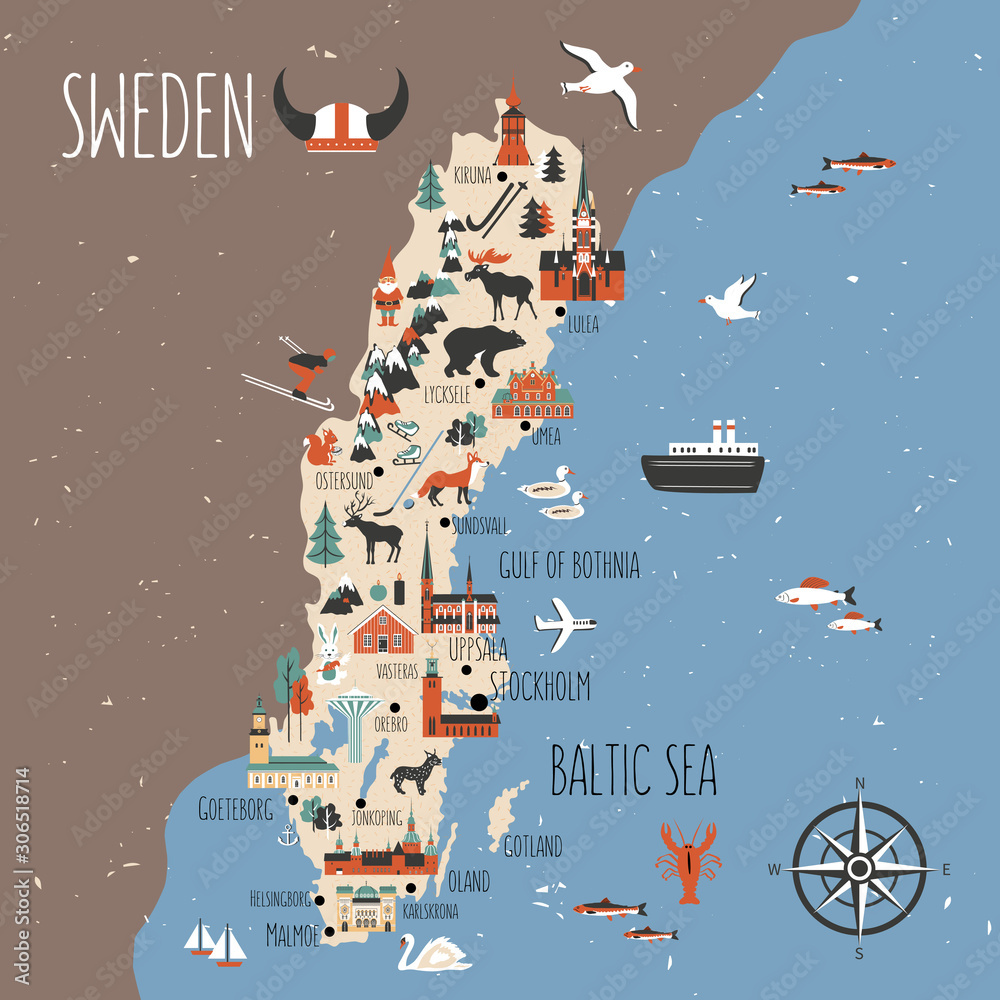 SWEDEN
KIRUNA
LULEA
LYCKSELE
UMEA
OSTERSUND
SUNDSVALL
GULF OF BOTHNIA
UPPSALA
VASTERAS
STOCKHOLM
OREBRO
BALTIC SEA
GOETEBORG
JONKOPING
GOTLAND
OLAND
HELSINGBORG
KARLSKRONA
MALMOE
N
W
E
S
Adobe Stock | #306518714